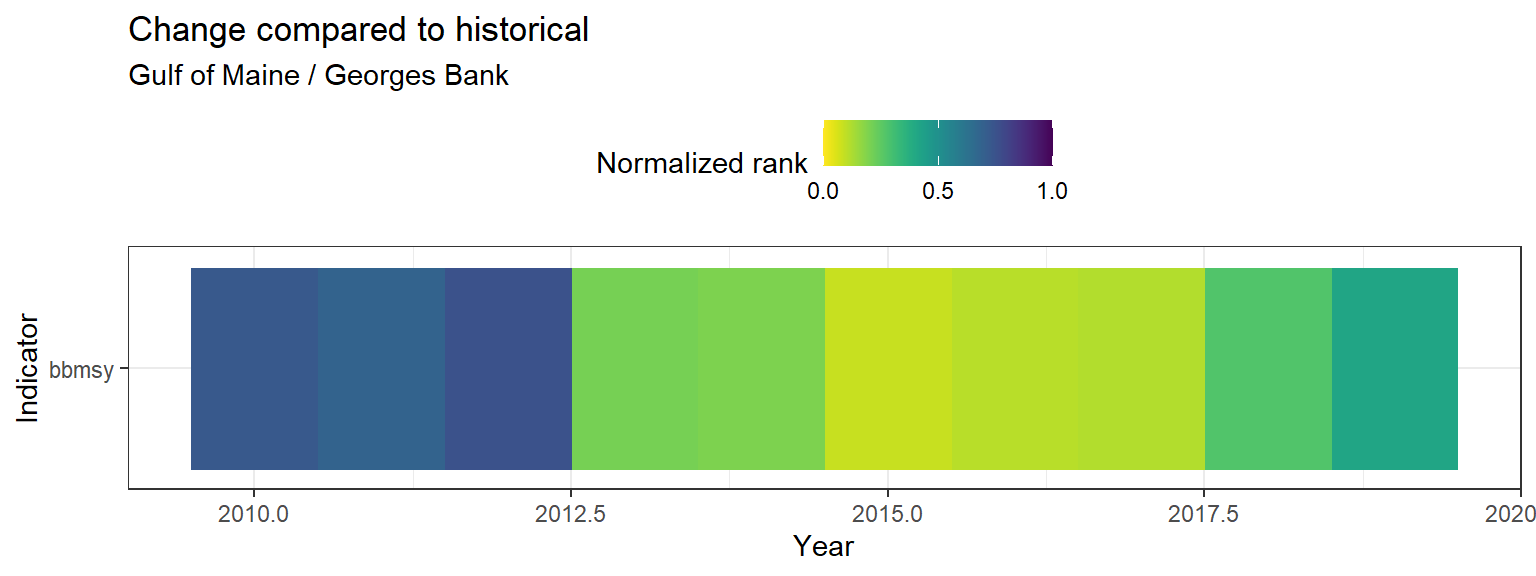 Change compared to historical
Gulf of Maine / Georges Bank
Normalized rank
0.0 0.5 1.0
Indicator
bbmsy
2010.0 2012.5 2015.0 2017.5 2020
Year